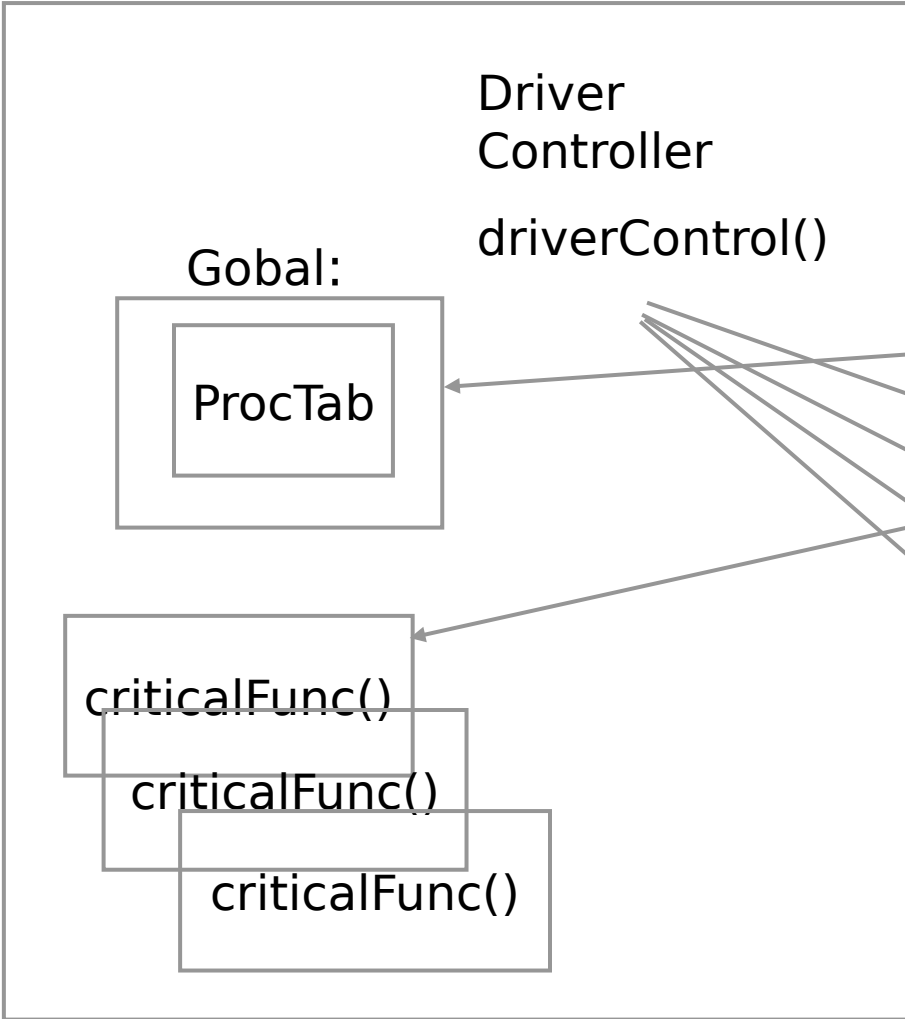 Driver
Controller
driverControl()
Gobal:
ProcTab
criticalFunc()
criticalFunc()
criticalFunc()